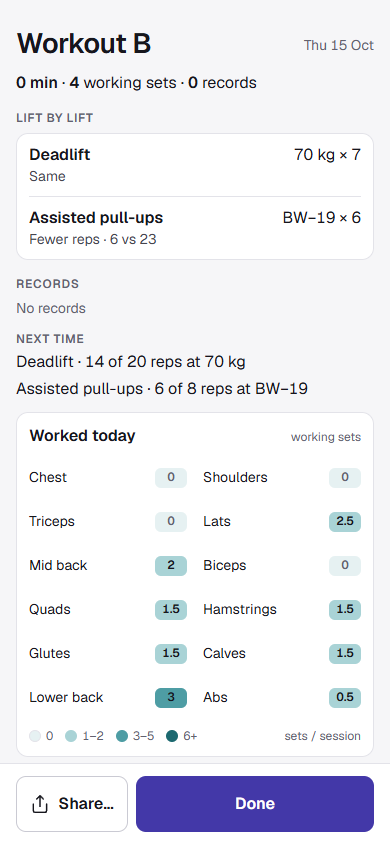 Workout B
Thu 15 Oct
0 min · 4 working sets · 0 records
LIFT BY LIFT
Deadlift 70 kg × 7
Same
Assisted pull-ups BW−19 × 6
Fewer reps · 6 vs 23
RECORDS
No records
NEXT TIME
Deadlift · 14 of 20 reps at 70 kg
Assisted pull-ups · 6 of 8 reps at BW−19
Worked today working sets
Chest 0 Shoulders 0
Triceps 0 Lats 2.5
Mid back 2 Biceps 0
Quads 1.5 Hamstrings 1.5
Glutes 1.5 Calves 1.5
Lower back 3 Abs 0.5
0 1–2 3–5 6+ sets / session
Share... Done